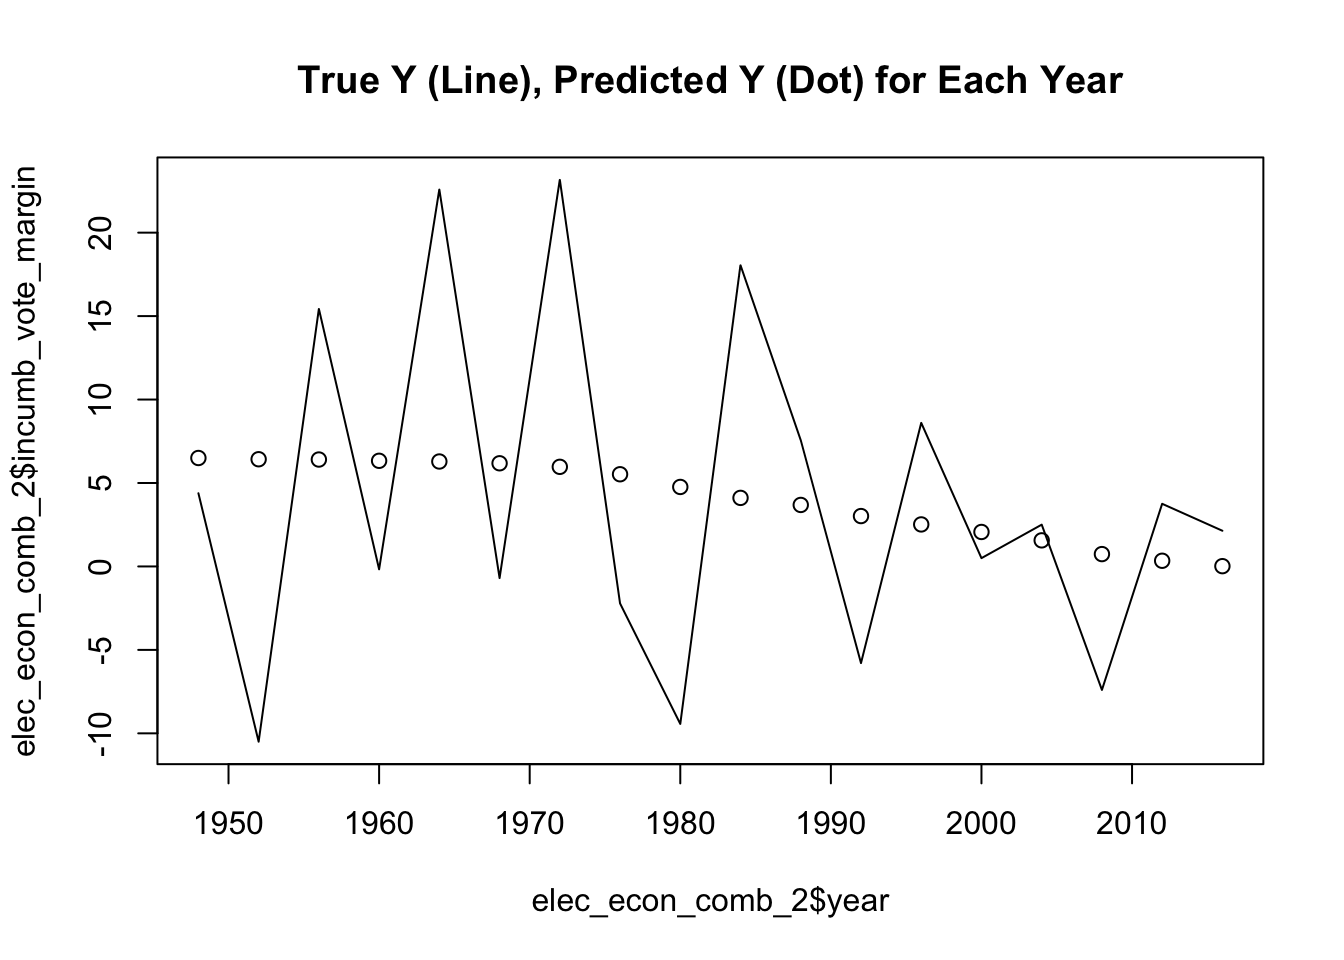 True Y (Line), Predicted Y (Dot) for Each Year
elec_econ_comb_2$incumb_vote_margin
20
15
10
5
0
-5
-10
1950 1960 1970 1980 1990 2000 2010
elec_econ_comb_2$year